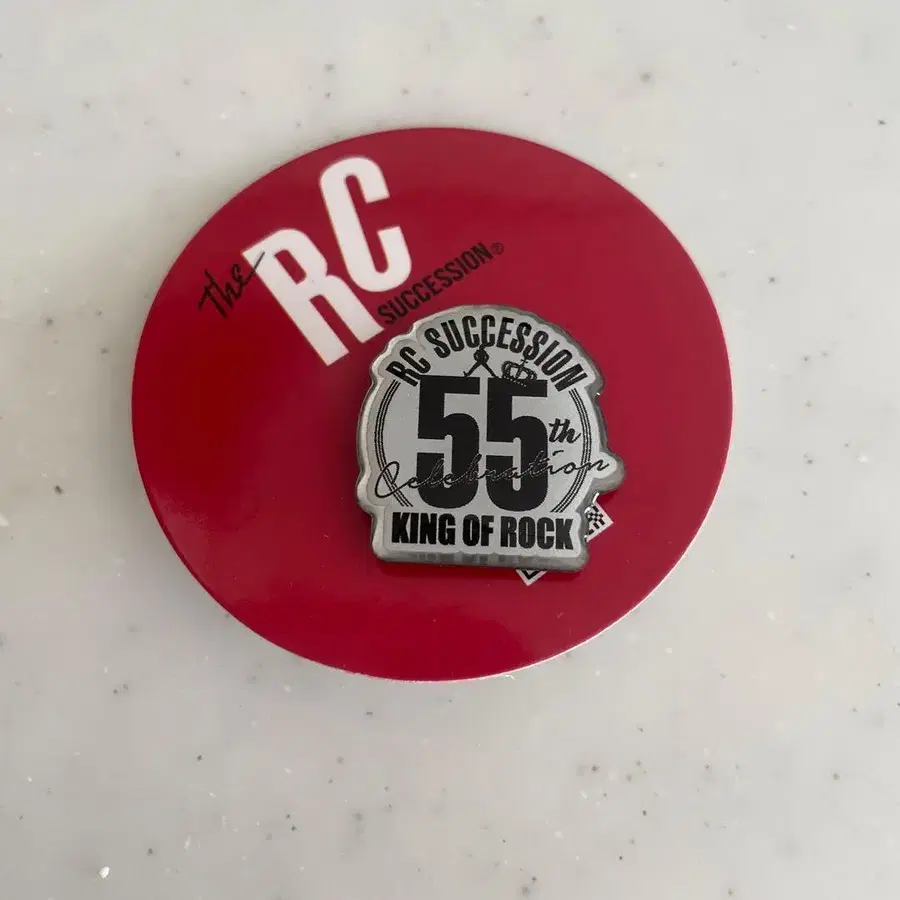 The RC SUCCESSION®
RC SUCCESSION
55th
Celebration
KING OF ROCK